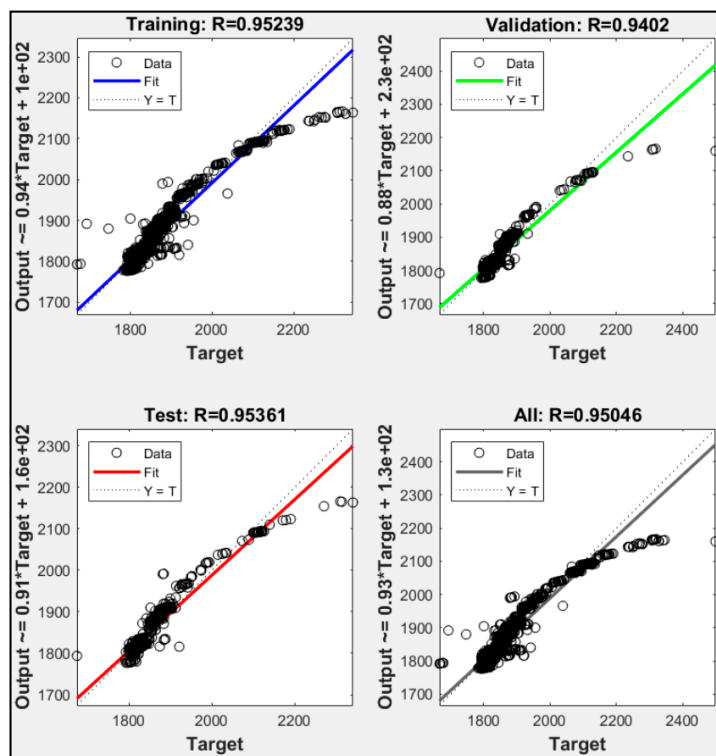 Training: R=0.95239
Output ~= 0.94*Target + 1e+02
2300
2200
2100
2000
1900
1800
1700
Data
Fit
Y = T
1800 2000 2200
Target
Validation: R=0.9402
Output ~= 0.88*Target + 2.3e+02
2400
2300
2200
2100
2000
1900
1800
1700
Data
Fit
Y = T
1800 2000 2200 2400
Target
Test: R=0.95361
Output ~= 0.91*Target + 1.6e+02
2300
2200
2100
2000
1900
1800
1700
Data
Fit
Y = T
1800 2000 2200
Target
All: R=0.95046
Output ~= 0.93*Target + 1.3e+02
2400
2300
2200
2100
2000
1900
1800
1700
Data
Fit
Y = T
1800 2000 2200 2400
Target